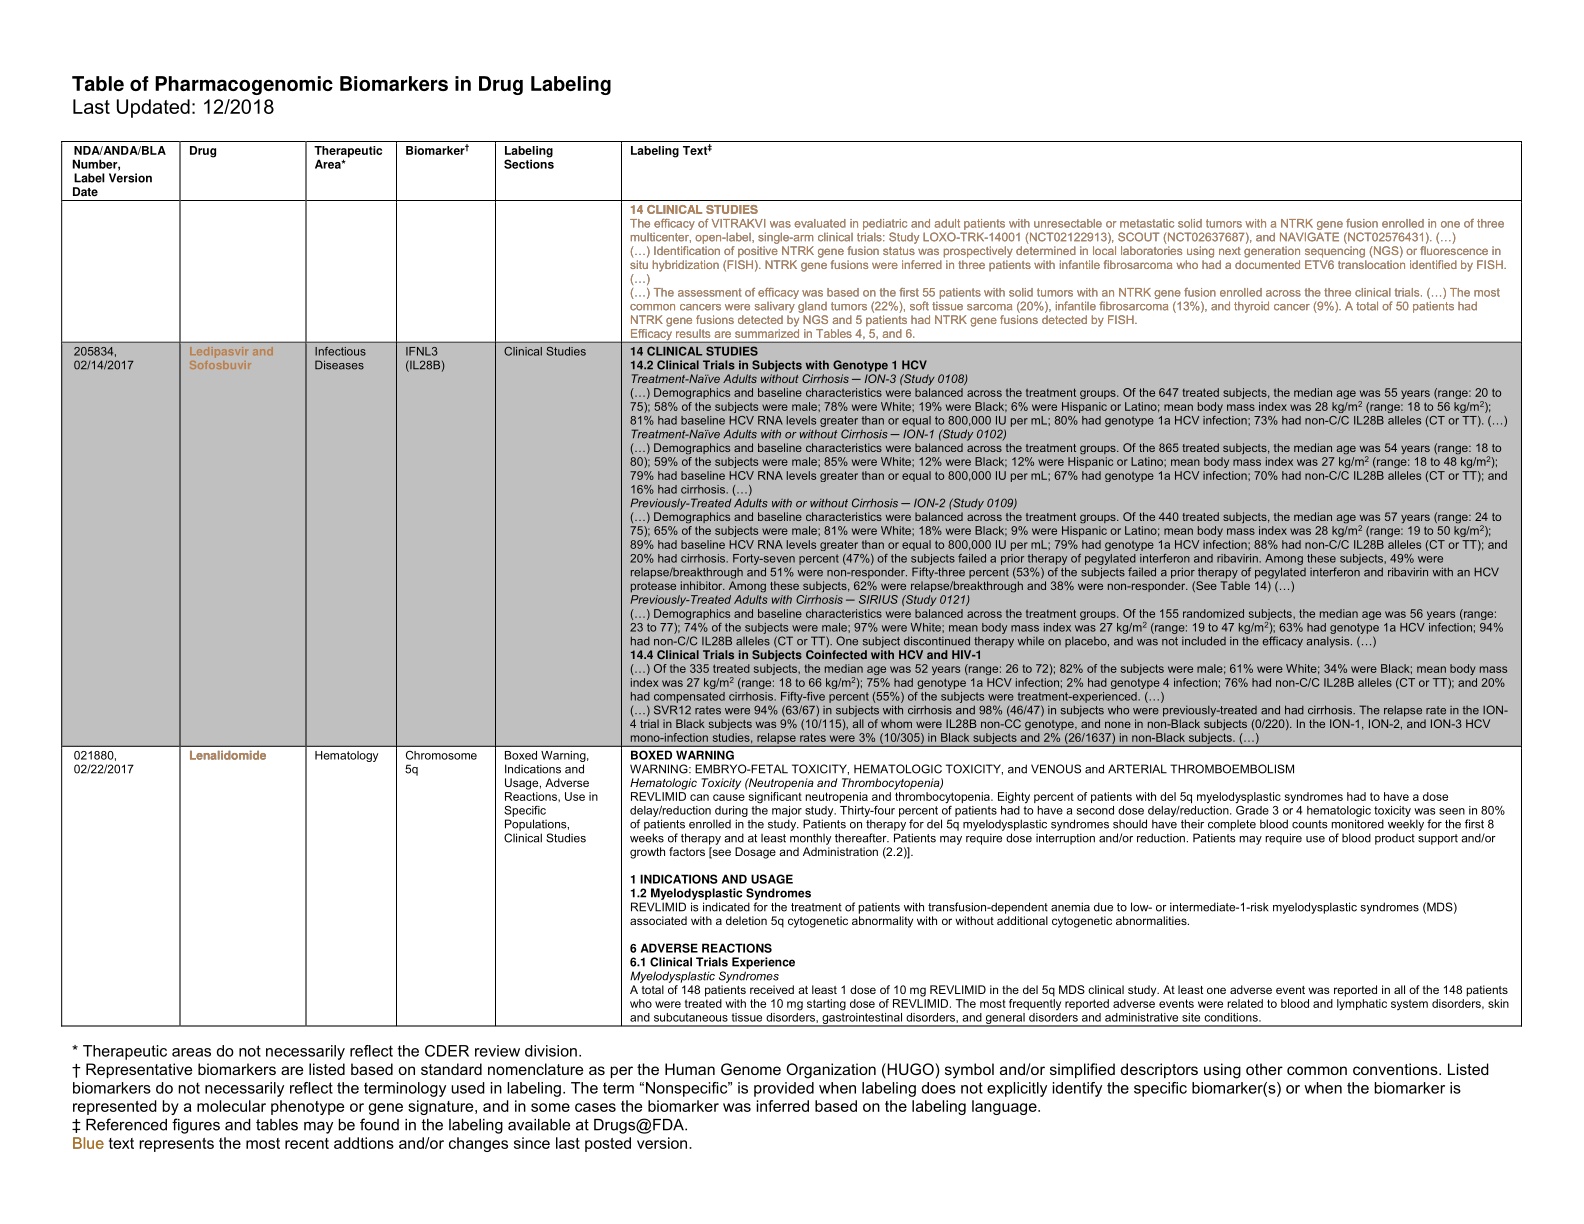 Table of Pharmacogenomic Biomarkers in Drug Labeling
Last Updated: 12/2018
NDA/ANDA/BLA
Number,
Label Version
Date
Drug
Therapeutic
Area*
Biomarker†
Labeling
Sections
Labeling Text‡
14 CLINICAL STUDIES
The efficacy of VITRAKVI was evaluated in pediatric and adult patients with unresectable or metastatic solid tumors with a NTRK gene fusion enrolled in one of three
multicenter, open-label, single-arm clinical trials: Study LOXO-TRK-14001 (NCT02122913), SCOUT (NCT02637687), and NAVIGATE (NCT02576431). (…)
(…) Identification of positive NTRK gene fusion status was prospectively determined in local laboratories using next generation sequencing (NGS) or fluorescence in
situ hybridization (FISH). NTRK gene fusions were inferred in three patients with infantile fibrosarcoma who had a documented ETV6 translocation identified by FISH.
(…)
(…) The assessment of efficacy was based on the first 55 patients with solid tumors with an NTRK gene fusion enrolled across the three clinical trials. (…) The most
common cancers were salivary gland tumors (22%), soft tissue sarcoma (20%), infantile fibrosarcoma (13%), and thyroid cancer (9%). A total of 50 patients had
NTRK gene fusions detected by NGS and 5 patients had NTRK gene fusions detected by FISH.
Efficacy results are summarized in Tables 4, 5, and 6.
205834,
02/14/2017
Ledipasvir and
Sofosbuvir
Infectious
Diseases
IFNL3
(IL28B)
Clinical Studies
14 CLINICAL STUDIES
14.2 Clinical Trials in Subjects with Genotype 1 HCV
Treatment-Naïve Adults without Cirrhosis ─ ION-3 (Study 0108)
(…) Demographics and baseline characteristics were balanced across the treatment groups. Of the 647 treated subjects, the median age was 55 years (range: 20 to
75); 58% of the subjects were male; 78% were White; 19% were Black; 6% were Hispanic or Latino; mean body mass index was 28 kg/m2 (range: 18 to 56 kg/m2);
81% had baseline HCV RNA levels greater than or equal to 800,000 IU per mL; 80% had genotype 1a HCV infection; 73% had non-C/C IL28B alleles (CT or TT). (…)
Treatment-Naïve Adults with or without Cirrhosis ─ ION-1 (Study 0102)
(…) Demographics and baseline characteristics were balanced across the treatment groups. Of the 865 treated subjects, the median age was 54 years (range: 18 to
80); 59% of the subjects were male; 85% were White; 12% were Black; 12% were Hispanic or Latino; mean body mass index was 27 kg/m2 (range: 18 to 48 kg/m2);
79% had baseline HCV RNA levels greater than or equal to 800,000 IU per mL; 67% had genotype 1a HCV infection; 70% had non-C/C IL28B alleles (CT or TT); and
16% had cirrhosis. (…)
Previously-Treated Adults with or without Cirrhosis ─ ION-2 (Study 0109)
(…) Demographics and baseline characteristics were balanced across the treatment groups. Of the 440 treated subjects, the median age was 57 years (range: 24 to
75); 65% of the subjects were male; 81% were White; 18% were Black; 9% were Hispanic or Latino; mean body mass index was 28 kg/m2 (range: 19 to 50 kg/m2);
89% had baseline HCV RNA levels greater than or equal to 800,000 IU per mL; 79% had genotype 1a HCV infection; 88% had non-C/C IL28B alleles (CT or TT); and
20% had cirrhosis. Forty-seven percent (47%) of the subjects failed a prior therapy of pegylated interferon and ribavirin. Among these subjects, 49% were
relapse/breakthrough and 51% were non-responder. Fifty-three percent (53%) of the subjects failed a prior therapy of pegylated interferon and ribavirin with an HCV
protease inhibitor. Among these subjects, 62% were relapse/breakthrough and 38% were non-responder. (See Table 14) (…)
Previously-Treated Adults with Cirrhosis ─ SIRIUS (Study 0121)
(…) Demographics and baseline characteristics were balanced across the treatment groups. Of the 155 randomized subjects, the median age was 56 years (range:
23 to 77); 74% of the subjects were male; 97% were White; mean body mass index was 27 kg/m2 (range: 19 to 47 kg/m2); 63% had genotype 1a HCV infection; 94%
had non-C/C IL28B alleles (CT or TT). One subject discontinued therapy while on placebo, and was not included in the efficacy analysis. (…)
14.4 Clinical Trials in Subjects Coinfected with HCV and HIV-1
(…) Of the 335 treated subjects, the median age was 52 years (range: 26 to 72); 82% of the subjects were male; 61% were White; 34% were Black; mean body mass
index was 27 kg/m2 (range: 18 to 66 kg/m2); 75% had genotype 1a HCV infection; 2% had genotype 4 infection; 76% had non-C/C IL28B alleles (CT or TT); and 20%
had compensated cirrhosis. Fifty-five percent (55%) of the subjects were treatment-experienced. (…)
(…) SVR12 rates were 94% (63/67) in subjects with cirrhosis and 98% (46/47) in subjects who were previously-treated and had cirrhosis. The relapse rate in the ION-
4 trial in Black subjects was 9% (10/115), all of whom were IL28B non-CC genotype, and none in non-Black subjects (0/220). In the ION-1, ION-2, and ION-3 HCV
mono-infection studies, relapse rates were 3% (10/305) in Black subjects and 2% (26/1637) in non-Black subjects. (…)
021880,
02/22/2017
Lenalidomide
Hematology
Chromosome
5q
Boxed Warning,
Indications and
Usage, Adverse
Reactions, Use in
Specific
Populations,
Clinical Studies
BOXED WARNING
WARNING: EMBRYO-FETAL TOXICITY, HEMATOLOGIC TOXICITY, and VENOUS and ARTERIAL THROMBOEMBOLISM
Hematologic Toxicity (Neutropenia and Thrombocytopenia)
REVLIMID can cause significant neutropenia and thrombocytopenia. Eighty percent of patients with del 5q myelodysplastic syndromes had to have a dose
delay/reduction during the major study. Thirty-four percent of patients had to have a second dose delay/reduction. Grade 3 or 4 hematologic toxicity was seen in 80%
of patients enrolled in the study. Patients on therapy for del 5q myelodysplastic syndromes should have their complete blood counts monitored weekly for the first 8
weeks of therapy and at least monthly thereafter. Patients may require dose interruption and/or reduction. Patients may require use of blood product support and/or
growth factors [see Dosage and Administration (2.2)].
1 INDICATIONS AND USAGE
1.2 Myelodysplastic Syndromes
REVLIMID is indicated for the treatment of patients with transfusion-dependent anemia due to low- or intermediate-1-risk myelodysplastic syndromes (MDS)
associated with a deletion 5q cytogenetic abnormality with or without additional cytogenetic abnormalities.
6 ADVERSE REACTIONS
6.1 Clinical Trials Experience
Myelodysplastic Syndromes
A total of 148 patients received at least 1 dose of 10 mg REVLIMID in the del 5q MDS clinical study. At least one adverse event was reported in all of the 148 patients
who were treated with the 10 mg starting dose of REVLIMID. The most frequently reported adverse events were related to blood and lymphatic system disorders, skin
and subcutaneous tissue disorders, gastrointestinal disorders, and general disorders and administrative site conditions.
* Therapeutic areas do not necessarily reflect the CDER review division.
† Representative biomarkers are listed based on standard nomenclature as per the Human Genome Organization (HUGO) symbol and/or simplified descriptors using other common conventions. Listed
biomarkers do not necessarily reflect the terminology used in labeling. The term “Nonspecific” is provided when labeling does not explicitly identify the specific biomarker(s) or when the biomarker is
represented by a molecular phenotype or gene signature, and in some cases the biomarker was inferred based on the labeling language.
‡ Referenced figures and tables may be found in the labeling available at Drugs@FDA.
Blue text represents the most recent addtions and/or changes since last posted version.